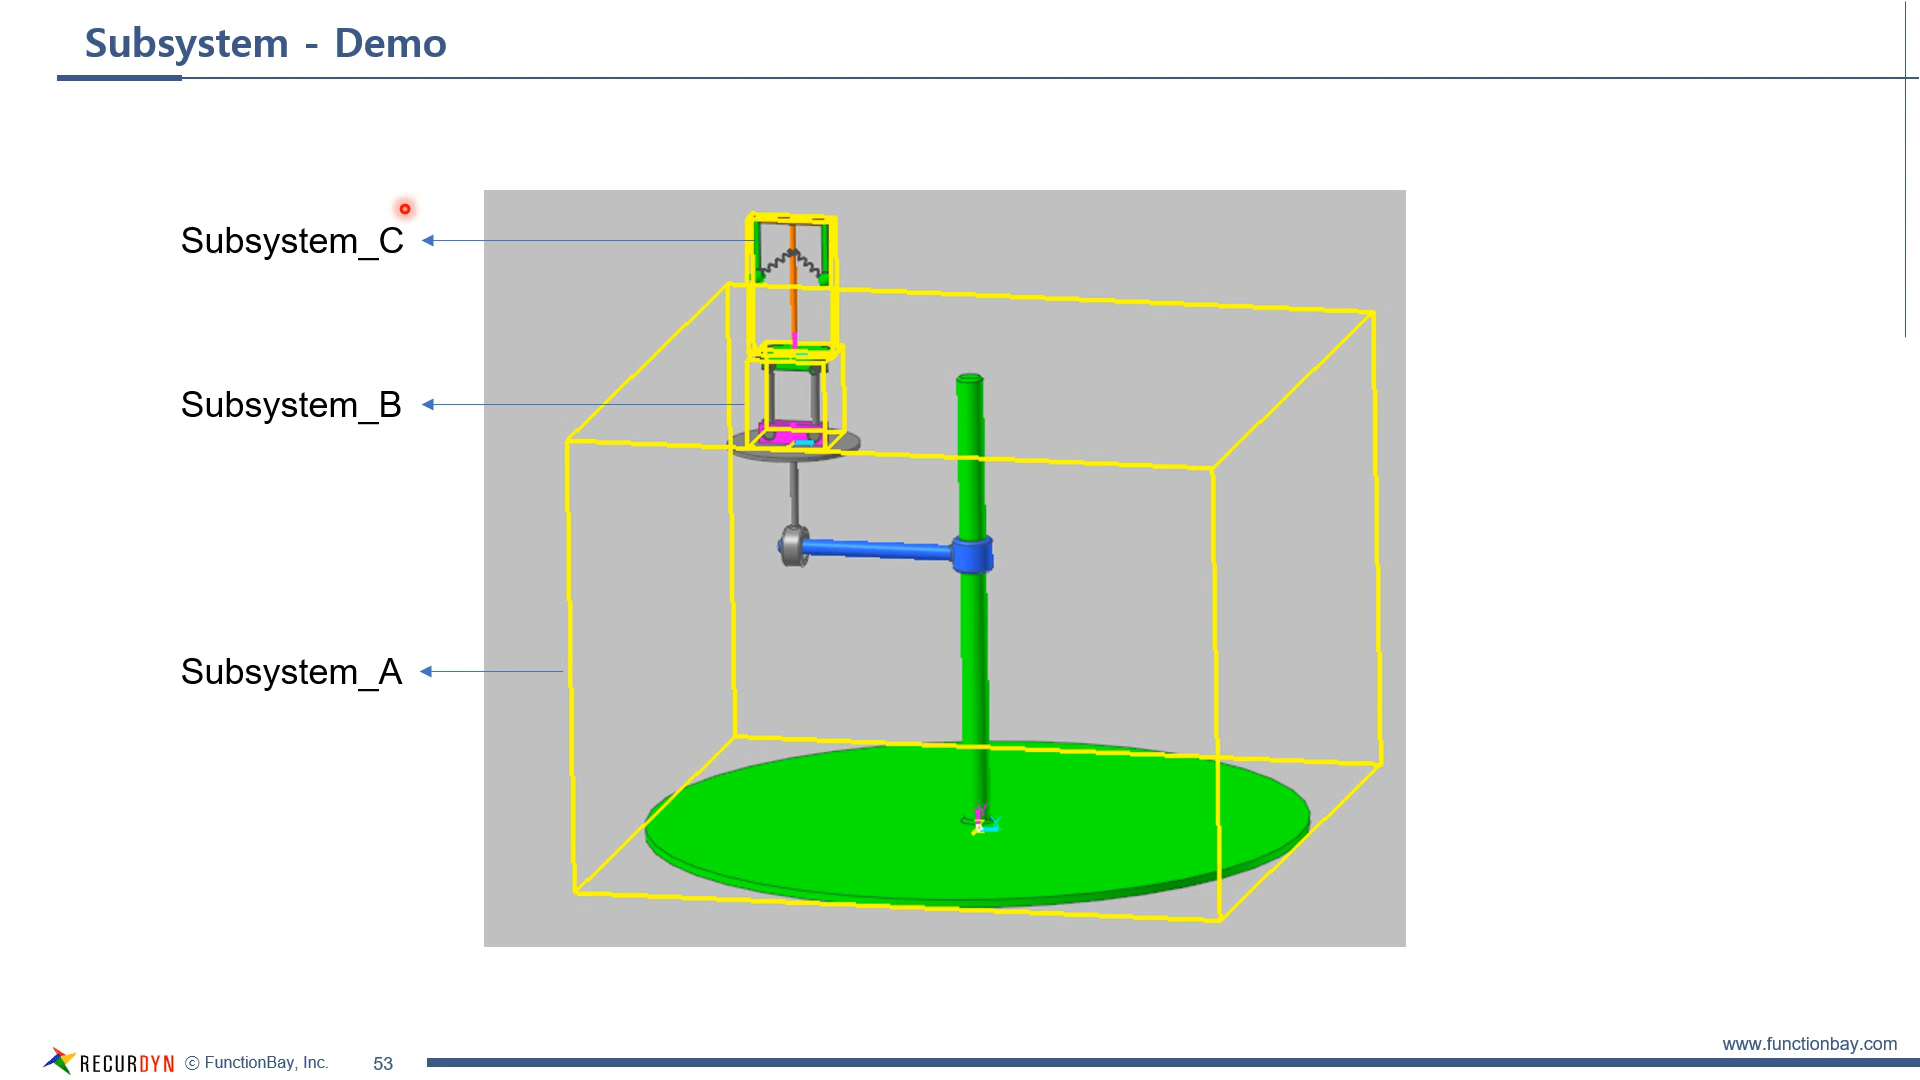 Subsystem - Demo
Subsystem_C
Subsystem_B
Subsystem_A
www.functionbay.com
RECURDYN © FunctionBay, Inc. 53